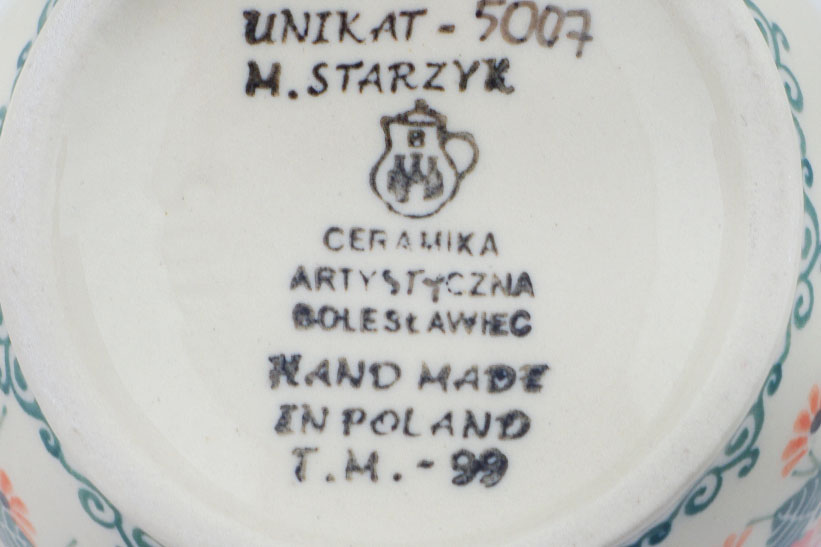 UNIKAT - 5007
M. STARZYK
B
CERAMIKA
ARTYSTYCZNA
BOLESŁAWIEC
HAND MADE
IN POLAND
T.M. - 99